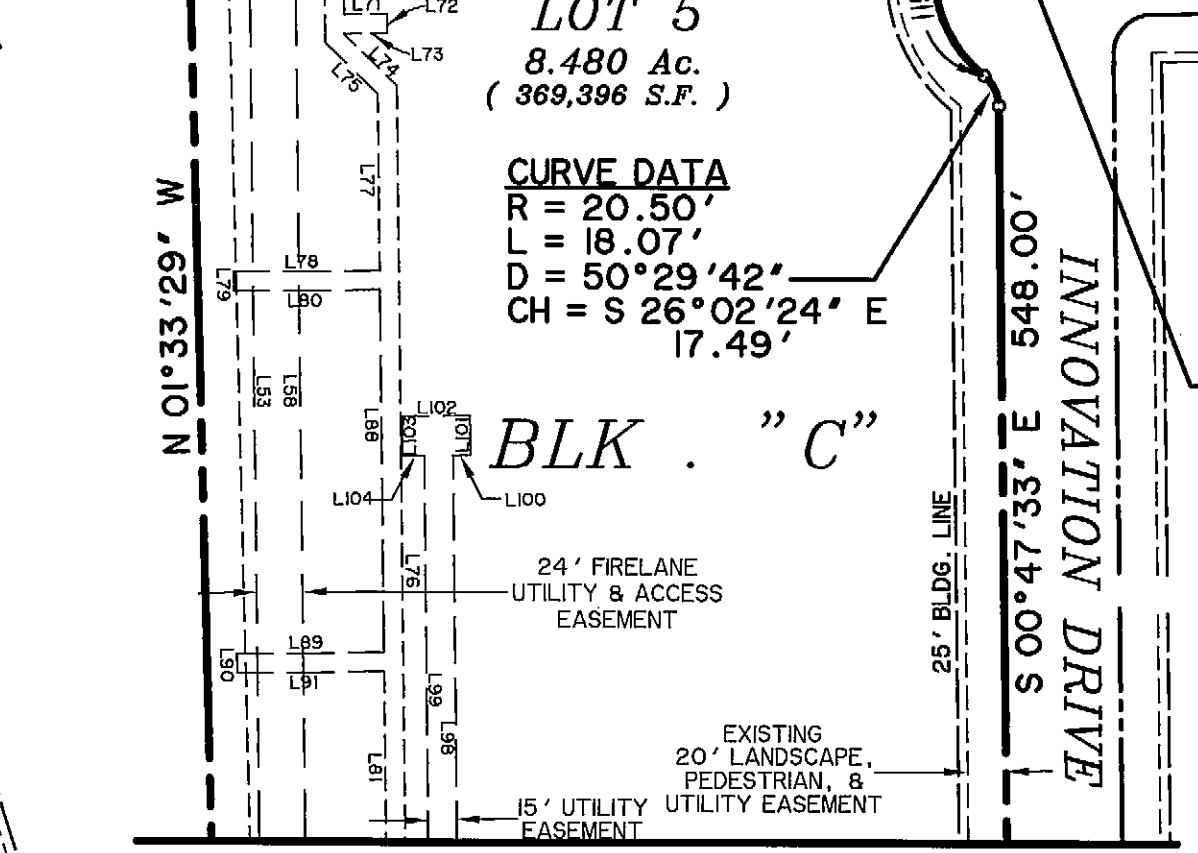 L71
L72
L73
L74
L75
LOT 5
8.480 Ac.
( 369,396 S.F. )
CURVE DATA
R = 20.50'
L = 18.07'
D = 50°29'42"
CH = S 26°02'24" E
17.49'
L77
L78
L79
L80
N 01°33'29" W
L53
L58
L88
L102
L103
L101
L104
L100
BLK . "C"
548.00'
S 00°47'33" E
INNOVATION DRIVE
25' BLDG. LINE
L76
24' FIRELANE
UTILITY & ACCESS
EASEMENT
L89
L90
L91
L99
L98
L81
EXISTING
20' LANDSCAPE,
PEDESTRIAN, &
UTILITY EASEMENT
15' UTILITY
EASEMENT